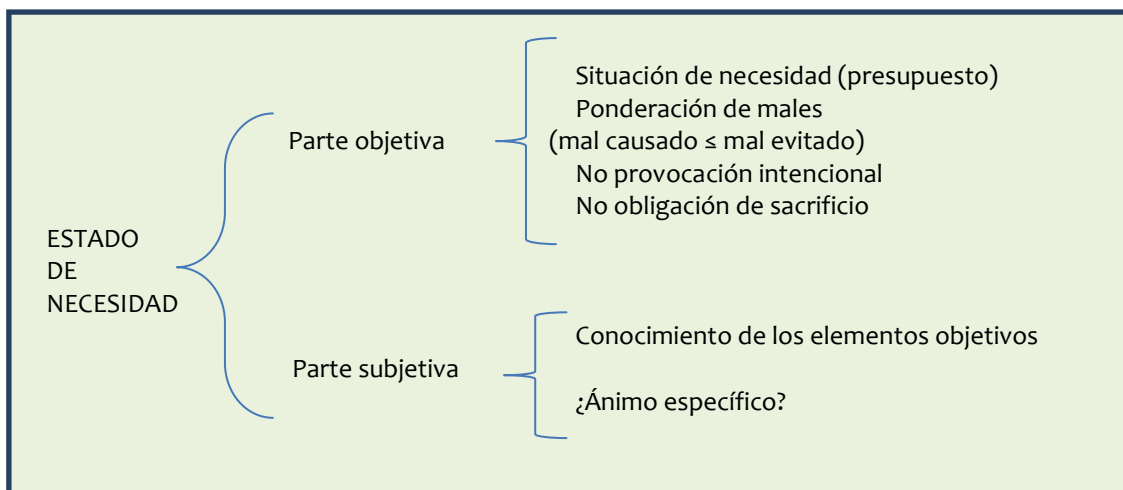 ESTADO
DE
NECESIDAD
Parte objetiva
Situación de necesidad (presupuesto)
Ponderación de males
(mal causado ≤ mal evitado)
No provocación intencional
No obligación de sacrificio
Parte subjetiva
Conocimiento de los elementos objetivos
¿Ánimo específico?